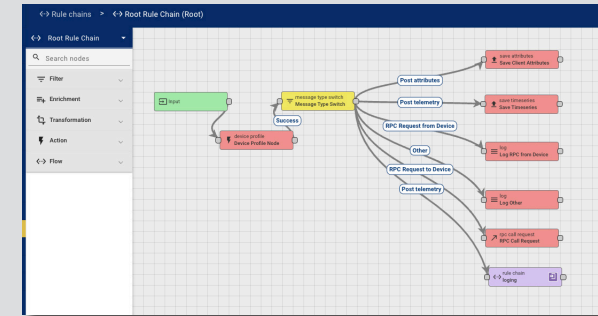 Rule chains > Root Rule Chain (Root)
Root Rule Chain
Search nodes
Filter
Enrichment
Transformation
Action
Flow
Input
device profile
Device Profile Node
Success
message type switch
Message Type Switch
Post attributes
Post telemetry
RPC Request from Device
Other
RPC Request to Device
Post telemetry
save attributes
Save Client Attributes
save timeseries
Save Timeseries
log
Log RPC from Device
log
Log Other
rpc call request
RPC Call Request
rule chain
loging